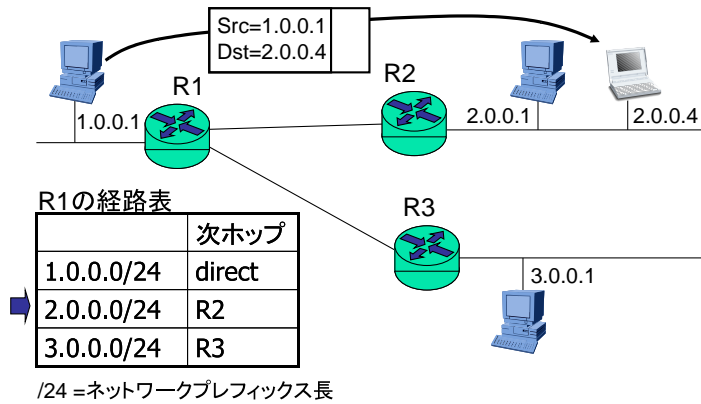 Src=1.0.0.1
Dst=2.0.0.4
R1
R2
1.0.0.1
2.0.0.1
2.0.0.4
R3
3.0.0.1
R1の経路表
次ホップ
1.0.0.0/24 direct
2.0.0.0/24 R2
3.0.0.0/24 R3
/24 =ネットワークプレフィックス長